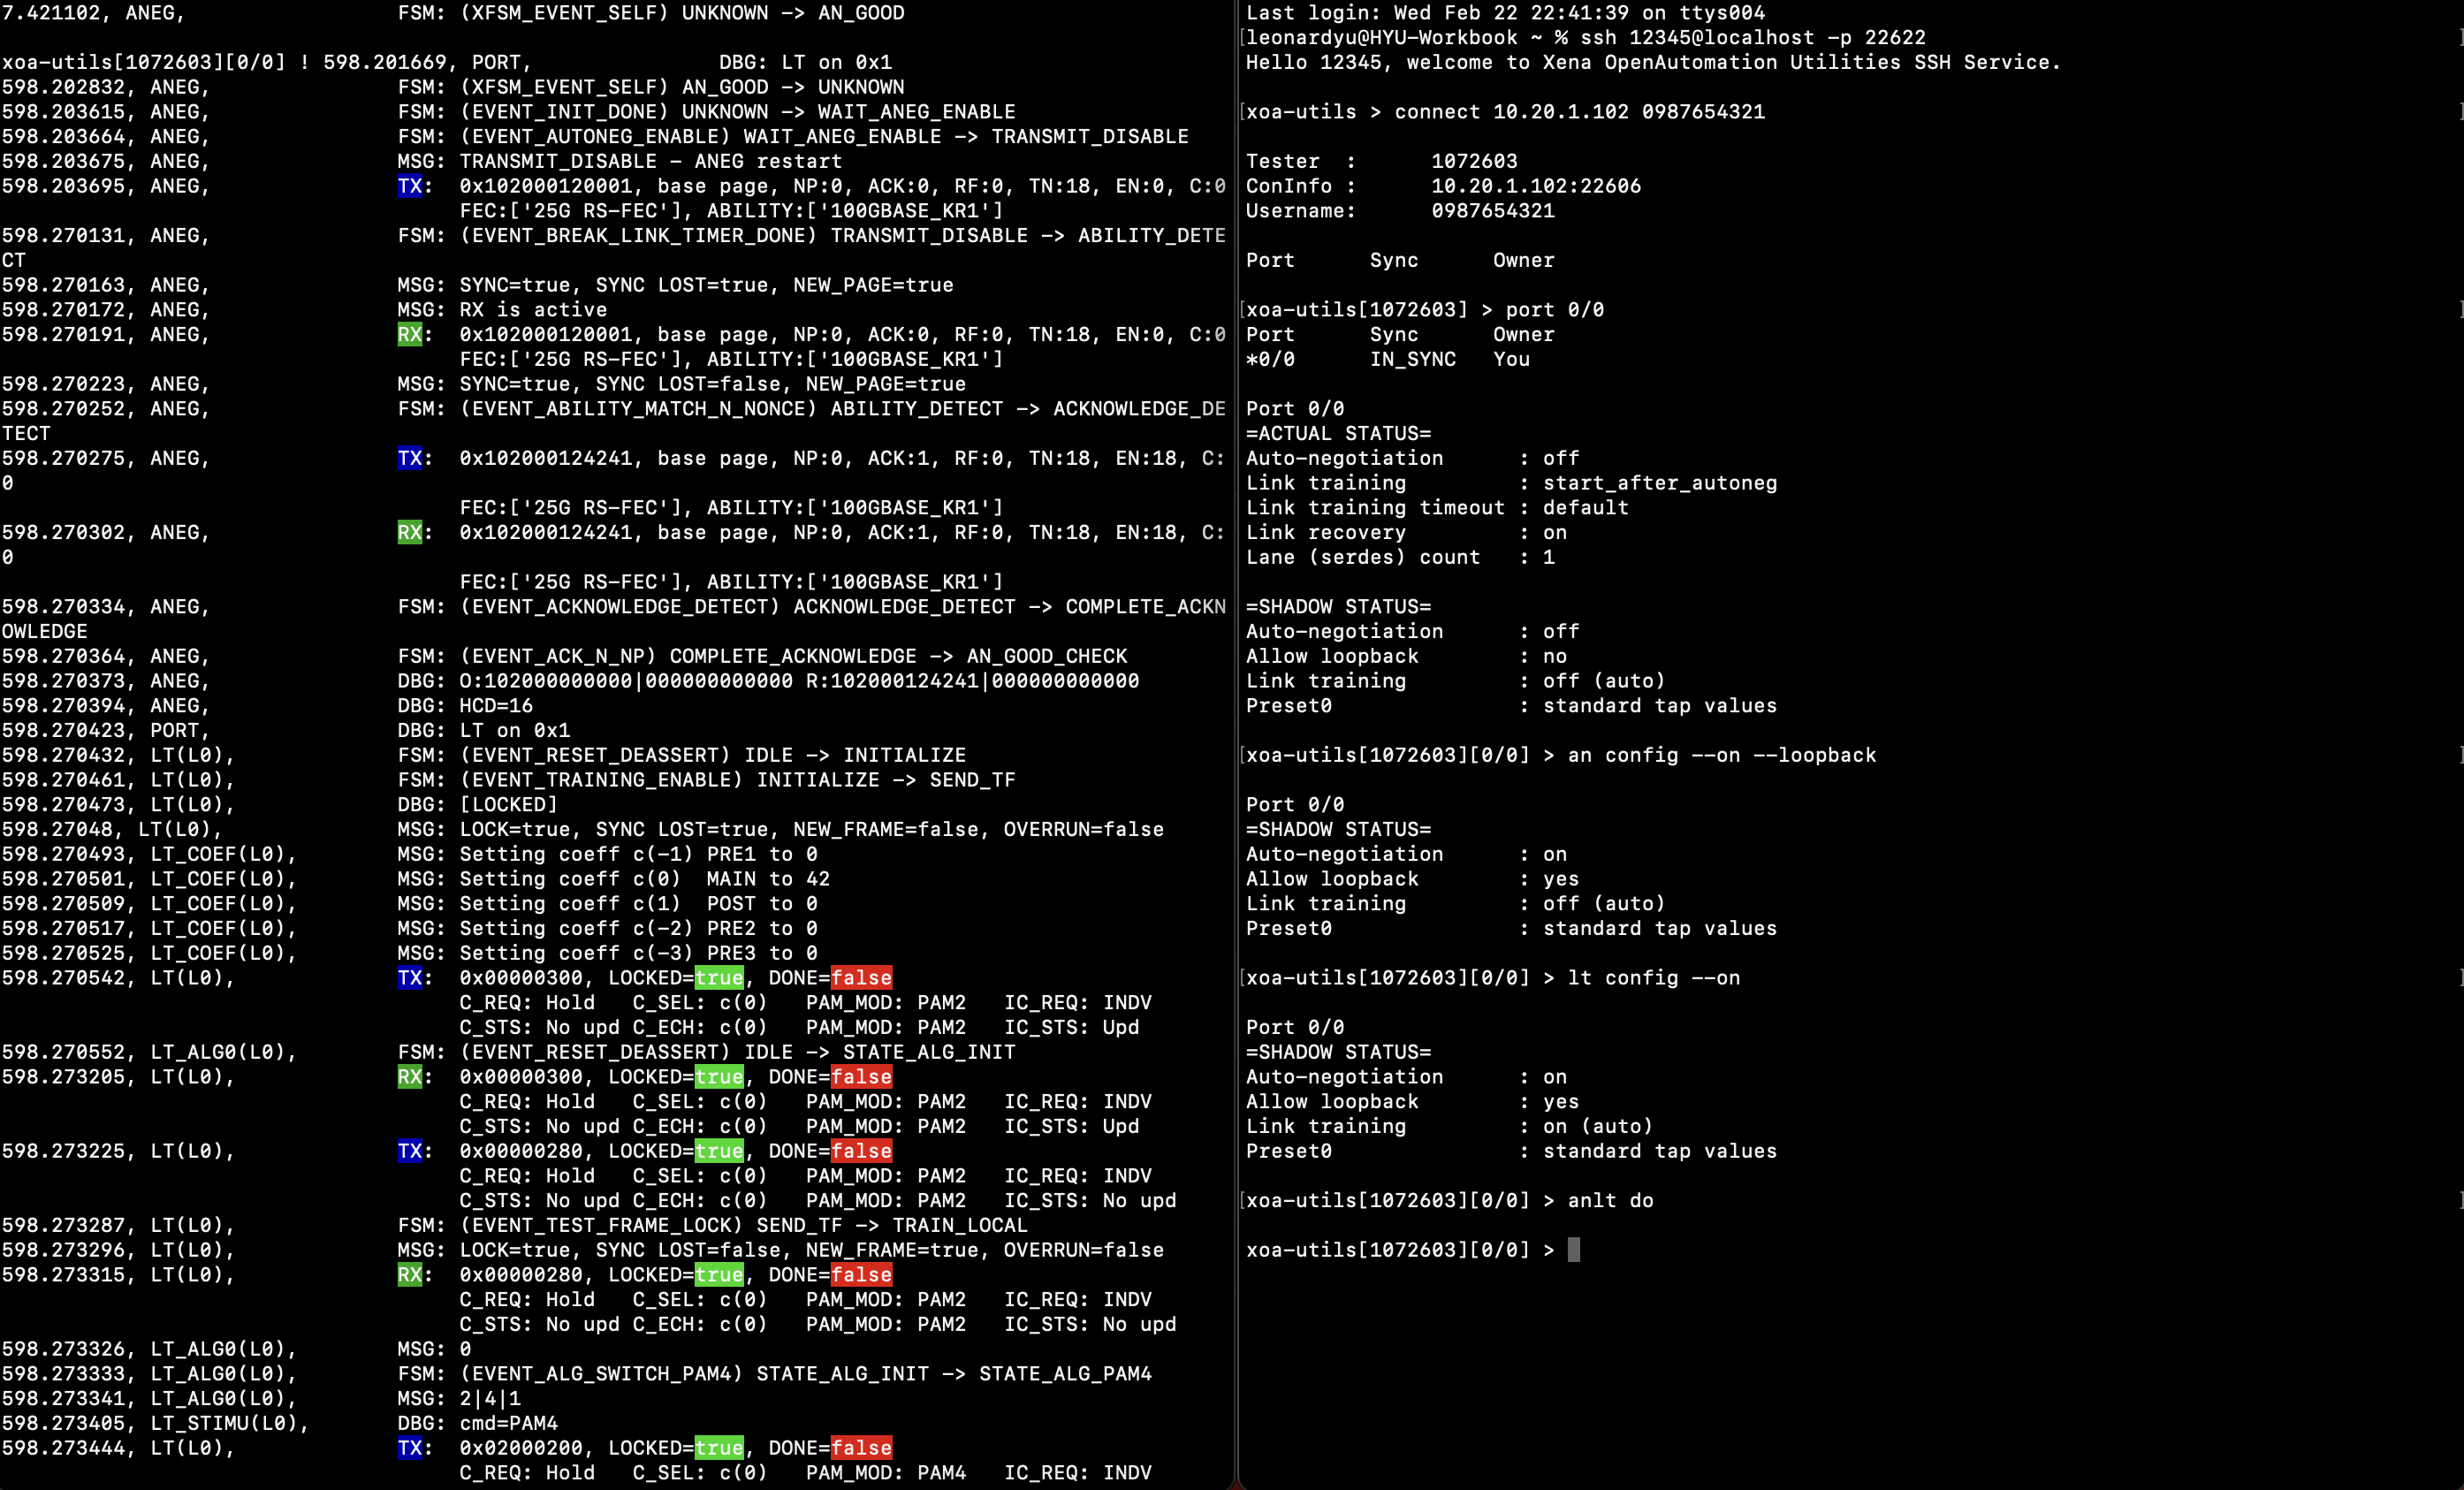 7.421102, ANEG, FSM: (XFSM_EVENT_SELF) UNKNOWN -> AN_GOOD
xoa-utils[1072603][0/0] ! 598.201669, PORT, DBG: LT on 0x1
598.202832, ANEG, FSM: (XFSM_EVENT_SELF) AN_GOOD -> UNKNOWN
598.203615, ANEG, FSM: (EVENT_INIT_DONE) UNKNOWN -> WAIT_ANEG_ENABLE
598.203664, ANEG, FSM: (EVENT_AUTONEG_ENABLE) WAIT_ANEG_ENABLE -> TRANSMIT_DISABLE
598.203675, ANEG, MSG: TRANSMIT_DISABLE - ANEG restart
598.203695, ANEG, TX: 0x102000120001, base page, NP:0, ACK:0, RF:0, TN:18, EN:0, C:0
FEC:['25G RS-FEC'], ABILITY:['100GBASE_KR1']
598.270131, ANEG, FSM: (EVENT_BREAK_LINK_TIMER_DONE) TRANSMIT_DISABLE -> ABILITY_DETE
CT
598.270163, ANEG, MSG: SYNC=true, SYNC LOST=true, NEW_PAGE=true
598.270172, ANEG, MSG: RX is active
598.270191, ANEG, RX: 0x102000120001, base page, NP:0, ACK:0, RF:0, TN:18, EN:0, C:0
FEC:['25G RS-FEC'], ABILITY:['100GBASE_KR1']
598.270223, ANEG, MSG: SYNC=true, SYNC LOST=false, NEW_PAGE=true
598.270252, ANEG, FSM: (EVENT_ABILITY_MATCH_N_NONCE) ABILITY_DETECT -> ACKNOWLEDGE_DE
TECT
598.270275, ANEG, TX: 0x102000124241, base page, NP:0, ACK:1, RF:0, TN:18, EN:18, C:
0
FEC:['25G RS-FEC'], ABILITY:['100GBASE_KR1']
598.270302, ANEG, RX: 0x102000124241, base page, NP:0, ACK:1, RF:0, TN:18, EN:18, C:
0
FEC:['25G RS-FEC'], ABILITY:['100GBASE_KR1']
598.270334, ANEG, FSM: (EVENT_ACKNOWLEDGE_DETECT) ACKNOWLEDGE_DETECT -> COMPLETE_ACKN
OWLEDGE
598.270364, ANEG, FSM: (EVENT_ACK_N_NP) COMPLETE_ACKNOWLEDGE -> AN_GOOD_CHECK
598.270373, ANEG, DBG: O:102000000000|000000000000 R:102000124241|000000000000
598.270394, ANEG, DBG: HCD=16
598.270423, PORT, DBG: LT on 0x1
598.270432, LT(L0), FSM: (EVENT_RESET_DEASSERT) IDLE -> INITIALIZE
598.270461, LT(L0), FSM: (EVENT_TRAINING_ENABLE) INITIALIZE -> SEND_TF
598.270473, LT(L0), DBG: [LOCKED]
598.27048, LT(L0), MSG: LOCK=true, SYNC LOST=true, NEW_FRAME=false, OVERRUN=false
598.270493, LT_COEF(L0), MSG: Setting coeff c(-1) PRE1 to 0
598.270501, LT_COEF(L0), MSG: Setting coeff c(0) MAIN to 42
598.270509, LT_COEF(L0), MSG: Setting coeff c(1) POST to 0
598.270517, LT_COEF(L0), MSG: Setting coeff c(-2) PRE2 to 0
598.270525, LT_COEF(L0), MSG: Setting coeff c(-3) PRE3 to 0
598.270542, LT(L0), TX: 0x00000300, LOCKED=true, DONE=false
C_REQ: Hold C_SEL: c(0) PAM_MOD: PAM2 IC_REQ: INDV
C_STS: No upd C_ECH: c(0) PAM_MOD: PAM2 IC_STS: Upd
598.270552, LT_ALG0(L0), FSM: (EVENT_RESET_DEASSERT) IDLE -> STATE_ALG_INIT
598.273205, LT(L0), RX: 0x00000300, LOCKED=true, DONE=false
C_REQ: Hold C_SEL: c(0) PAM_MOD: PAM2 IC_REQ: INDV
C_STS: No upd C_ECH: c(0) PAM_MOD: PAM2 IC_STS: Upd
598.273225, LT(L0), TX: 0x00000280, LOCKED=true, DONE=false
C_REQ: Hold C_SEL: c(0) PAM_MOD: PAM2 IC_REQ: INDV
C_STS: No upd C_ECH: c(0) PAM_MOD: PAM2 IC_STS: No upd
598.273287, LT(L0), FSM: (EVENT_TEST_FRAME_LOCK) SEND_TF -> TRAIN_LOCAL
598.273296, LT(L0), MSG: LOCK=true, SYNC LOST=false, NEW_FRAME=true, OVERRUN=false
598.273315, LT(L0), RX: 0x00000280, LOCKED=true, DONE=false
C_REQ: Hold C_SEL: c(0) PAM_MOD: PAM2 IC_REQ: INDV
C_STS: No upd C_ECH: c(0) PAM_MOD: PAM2 IC_STS: No upd
598.273326, LT_ALG0(L0), MSG: 0
598.273333, LT_ALG0(L0), FSM: (EVENT_ALG_SWITCH_PAM4) STATE_ALG_INIT -> STATE_ALG_PAM4
598.273341, LT_ALG0(L0), MSG: 2|4|1
598.273405, LT_STIMU(L0), DBG: cmd=PAM4
598.273444, LT(L0), TX: 0x02000200, LOCKED=true, DONE=false
C_REQ: Hold C_SEL: c(0) PAM_MOD: PAM4 IC_REQ: INDV
Last login: Wed Feb 22 22:41:39 on ttys004
[leonardyu@HYU-Workbook ~ % ssh 12345@localhost -p 22622 ]
Hello 12345, welcome to Xena OpenAutomation Utilities SSH Service.
[xoa-utils > connect 10.20.1.102 0987654321 ]
Tester : 1072603
ConInfo : 10.20.1.102:22606
Username: 0987654321
Port Sync Owner
[xoa-utils[1072603] > port 0/0 ]
Port Sync Owner
*0/0 IN_SYNC You
Port 0/0
=ACTUAL STATUS=
Auto-negotiation : off
Link training : start_after_autoneg
Link training timeout : default
Link recovery : on
Lane (serdes) count : 1
=SHADOW STATUS=
Auto-negotiation : off
Allow loopback : no
Link training : off (auto)
Preset0 : standard tap values
[xoa-utils[1072603][0/0] > an config --on --loopback ]
Port 0/0
=SHADOW STATUS=
Auto-negotiation : on
Allow loopback : yes
Link training : off (auto)
Preset0 : standard tap values
[xoa-utils[1072603][0/0] > lt config --on ]
Port 0/0
=SHADOW STATUS=
Auto-negotiation : on
Allow loopback : yes
Link training : on (auto)
Preset0 : standard tap values
[xoa-utils[1072603][0/0] > anlt do ]
xoa-utils[1072603][0/0] >